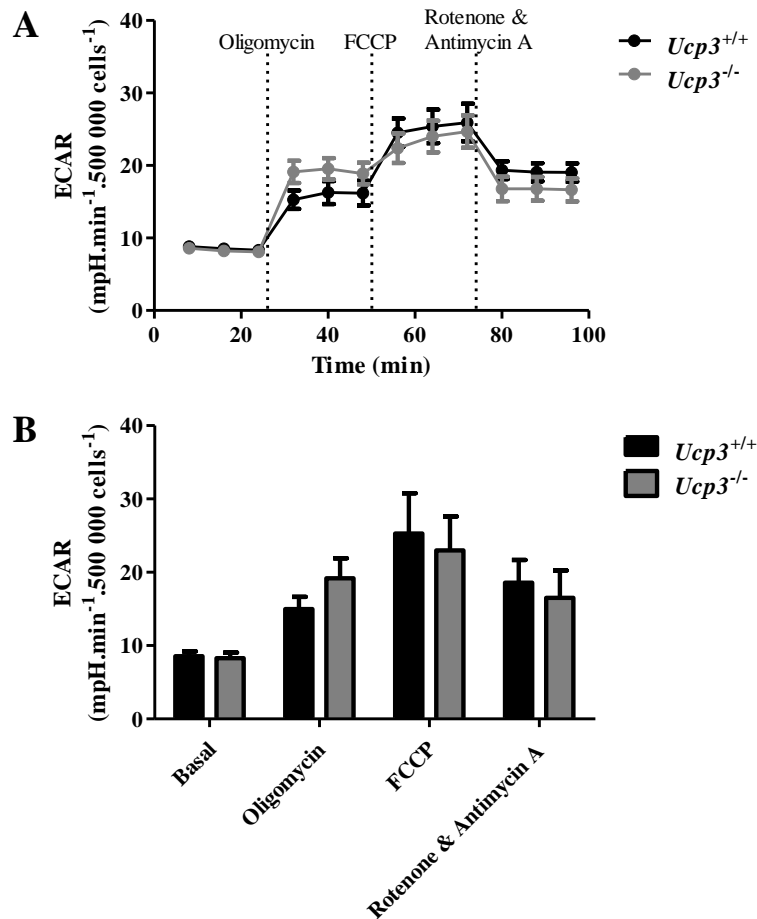 A
ECAR
(mpH.min-1.500 000 cells-1)
40
30
20
10
0
Oligomycin
FCCP
Rotenone &
Antimycin A
0
20
40
60
80
100
Time (min)
Ucp3+/+
Ucp3-/-
B
ECAR
(mpH.min-1.500 000 cells-1)
40
30
20
10
0
Basal
Oligomycin
FCCP
Rotenone & Antimycin A
Ucp3+/+
Ucp3-/-